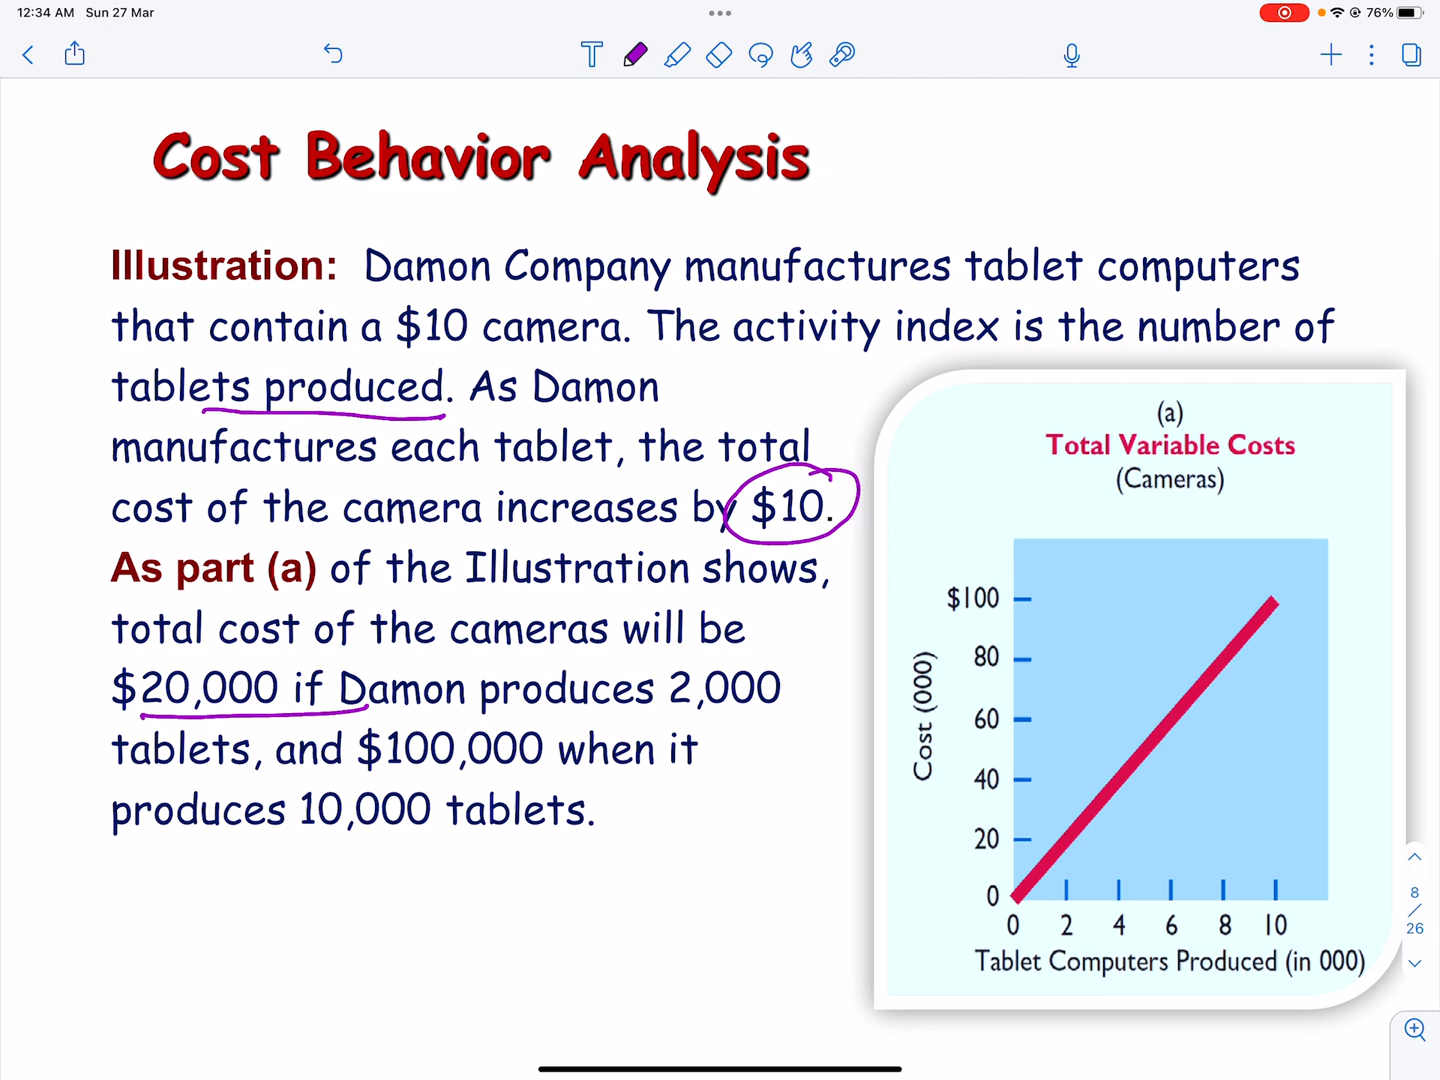 12:34 AM Sun 27 Mar
76%
Cost Behavior Analysis
Illustration: Damon Company manufactures tablet computers
that contain a $10 camera. The activity index is the number of
tablets produced. As Damon
manufactures each tablet, the total
cost of the camera increases by $10.
As part (a) of the Illustration shows,
total cost of the cameras will be
$20,000 if Damon produces 2,000
tablets, and $100,000 when it
produces 10,000 tablets.
(a)
Total Variable Costs
(Cameras)
Cost (000)
$100
80
60
40
20
0
0 2 4 6 8 10
Tablet Computers Produced (in 000)
8
/
26